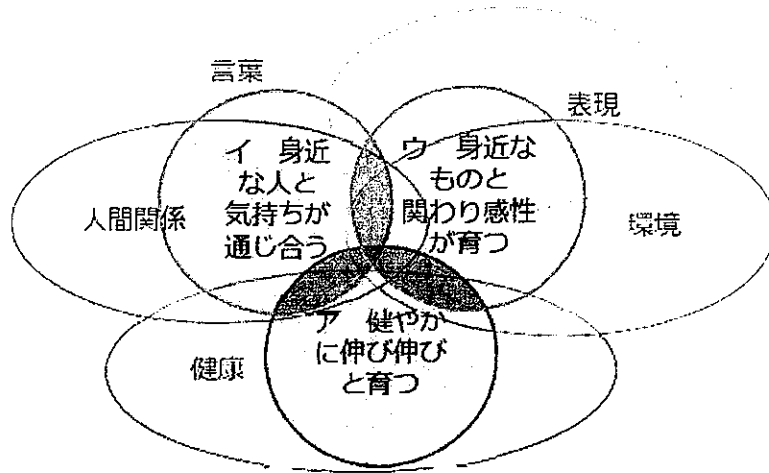 言葉
表現
イ 身近
な人と
気持ちが
通じ合う
ウ 身近な
ものと
関わり感性
が育つ
人間関係
環境
ア 健やか
に伸び伸び
と育つ
健康